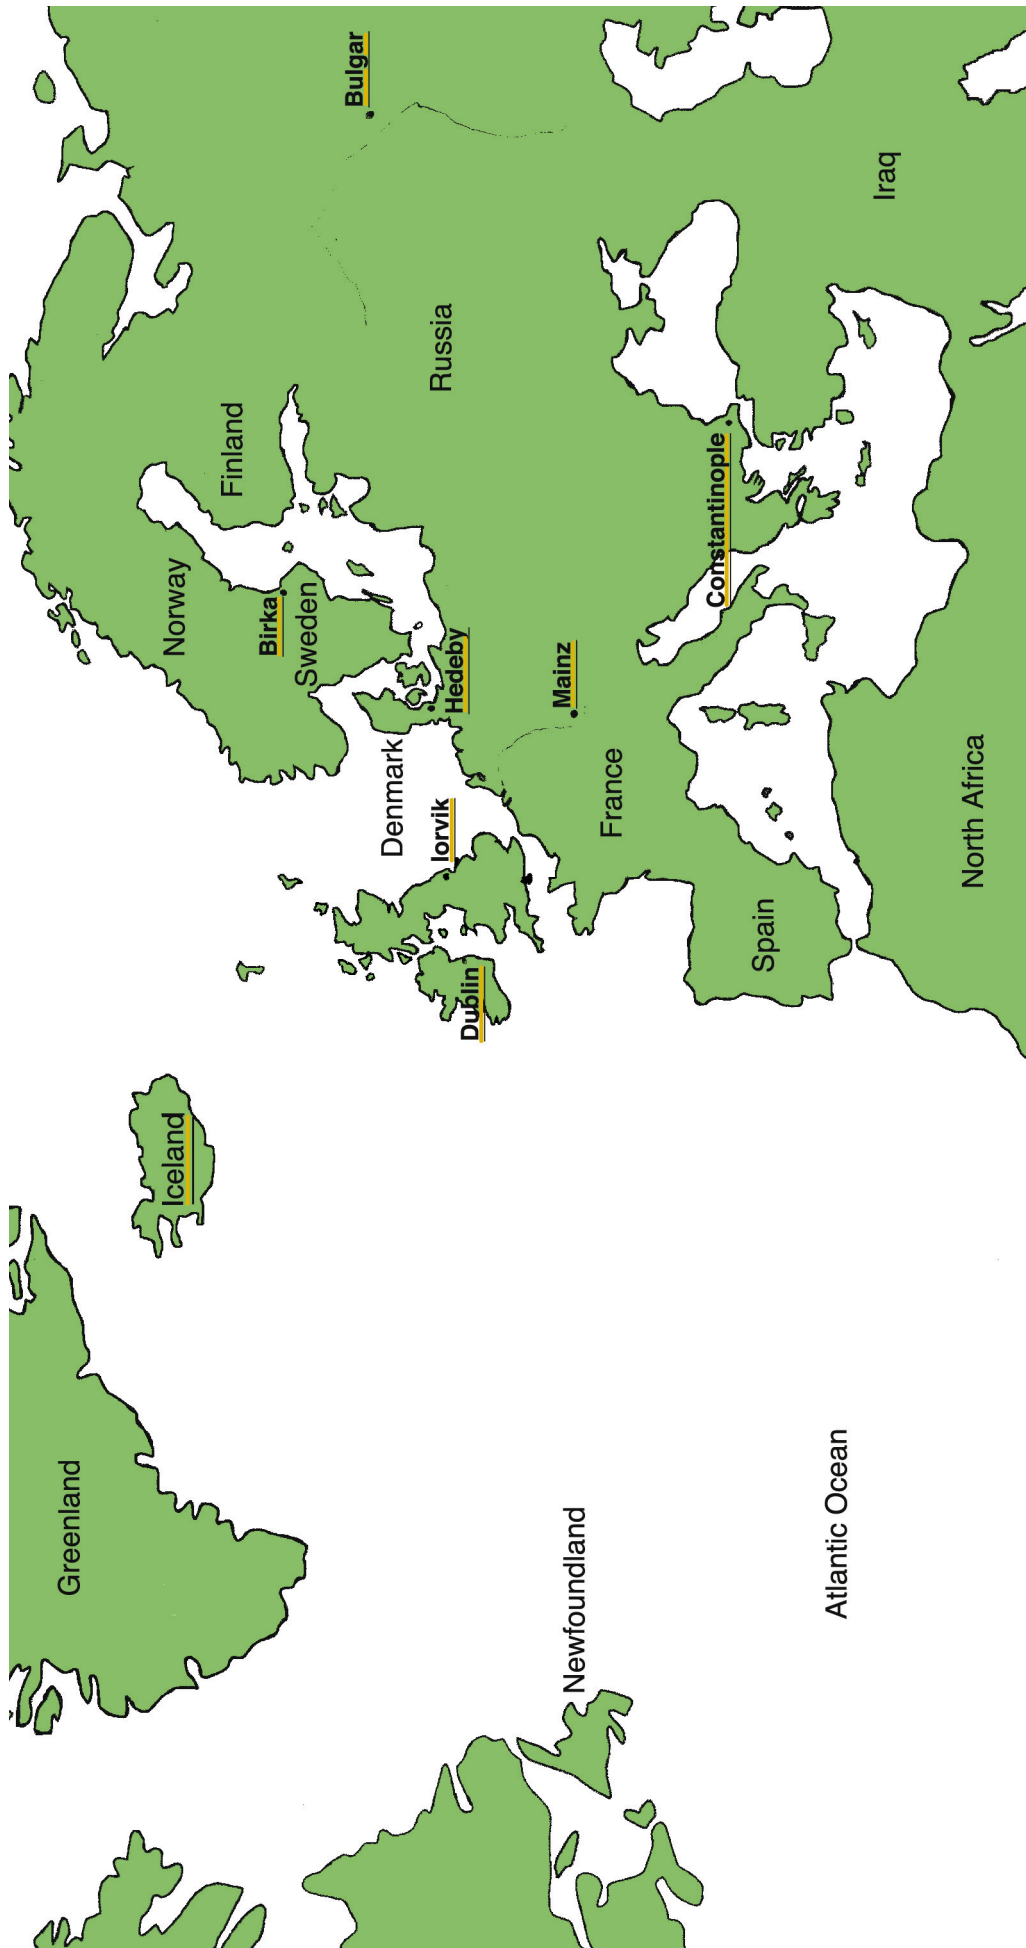 Greenland
Iceland
Norway
Finland
Birka
Sweden
Bulgar
Denmark
Hedeby
Russia
Iorvik
Dublin
Mainz
Newfoundland
France
Constantinople
Spain
Iraq
Atlantic Ocean
North Africa